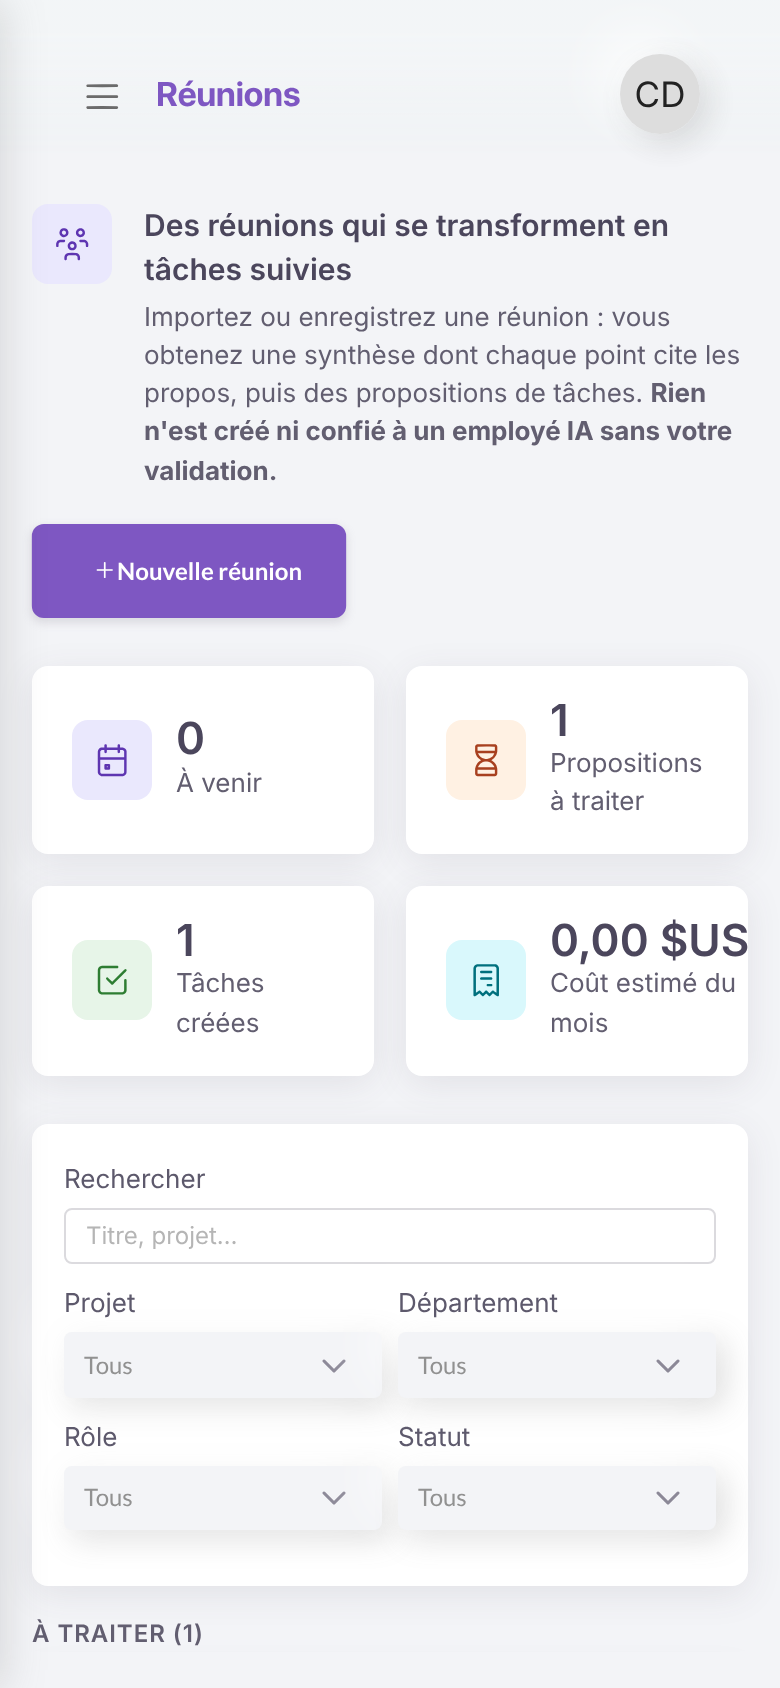 Réunions
CD
Des réunions qui se transforment en
tâches suivies
Importez ou enregistrez une réunion : vous
obtenez une synthèse dont chaque point cite les
propos, puis des propositions de tâches. Rien
n'est créé ni confié à un employé IA sans votre
validation.
+ Nouvelle réunion
0
À venir
1
Propositions
à traiter
1
Tâches
créées
0,00 $US
Coût estimé du
mois
Rechercher
Titre, projet...
Projet
Département
Tous
Tous
Rôle
Statut
Tous
Tous
À TRAITER (1)